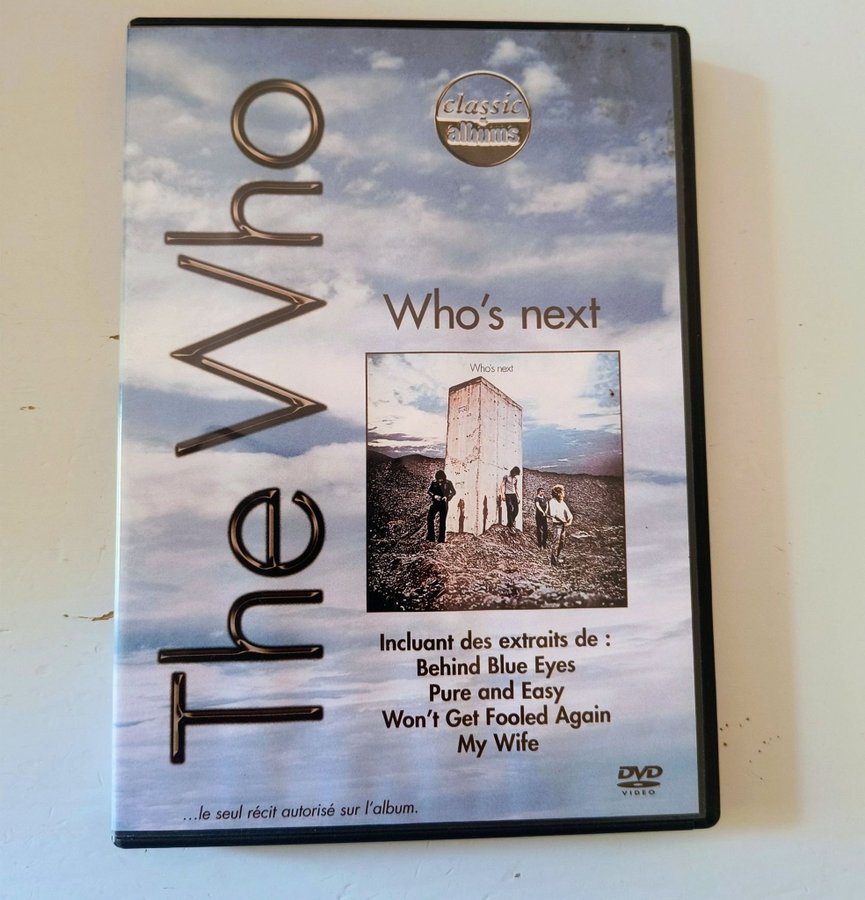 The Who
classic
albums
Who's next
Who's next
Incluant des extraits de :
Behind Blue Eyes
Pure and Easy
Won't Get Fooled Again
My Wife
DVD
VIDEO
...le seul récit autorisé sur l'album.